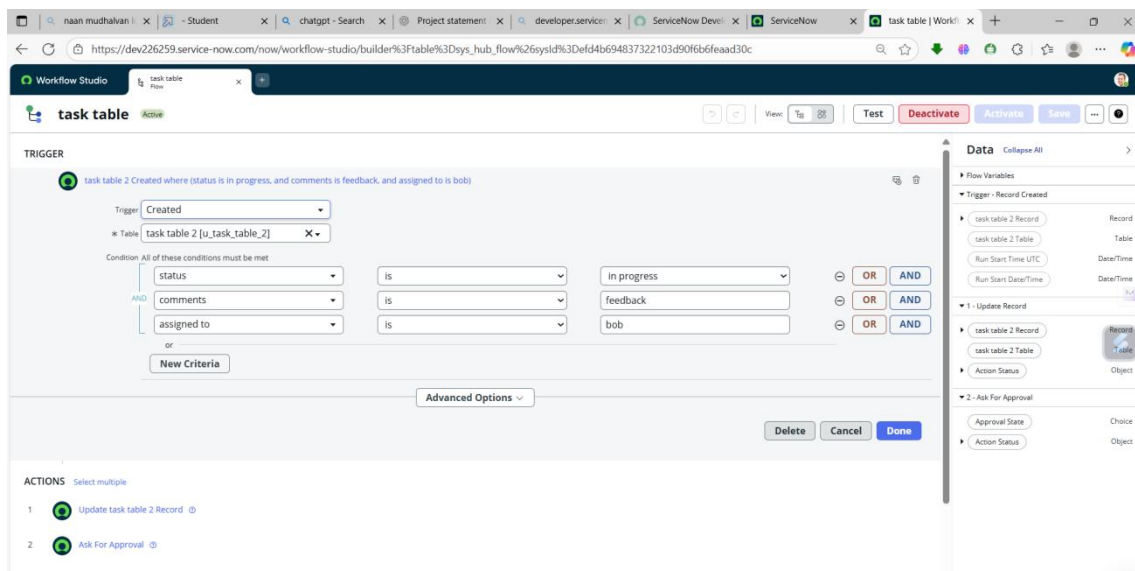 naan mudhalvan l
- Student
chatgpt - Search
Project statement
developer.servicen
ServiceNow Devel
ServiceNow
task table | Workfl
https://dev226259.service-now.com/now/workflow-studio/builder%3Ftable%3Dsys_hub_flow%26sysId%3Defd4b694837322103d90f6b6feaad30c
Workflow Studio
task table
Flow
task table Active
View:
Test
Deactivate
Activate
Save
TRIGGER
task table 2 Created where (status is in progress, and comments is feedback, and assigned to is bob)
Trigger Created
* Table task table 2 [u_task_table_2]
Condition All of these conditions must be met
status is in progress OR AND
AND comments is feedback OR AND
assigned to is bob OR AND
or
New Criteria
Advanced Options
Delete Cancel Done
ACTIONS Select multiple
1 Update task table 2 Record
2 Ask For Approval
Data Collapse All
Flow Variables
Trigger - Record Created
task table 2 Record Record
task table 2 Table Table
Run Start Time UTC Date/Time
Run Start Date/Time Date/Time
1 - Update Record
task table 2 Record Record
task table 2 Table Table
Action Status Object
2 - Ask For Approval
Approval State Choice
Action Status Object